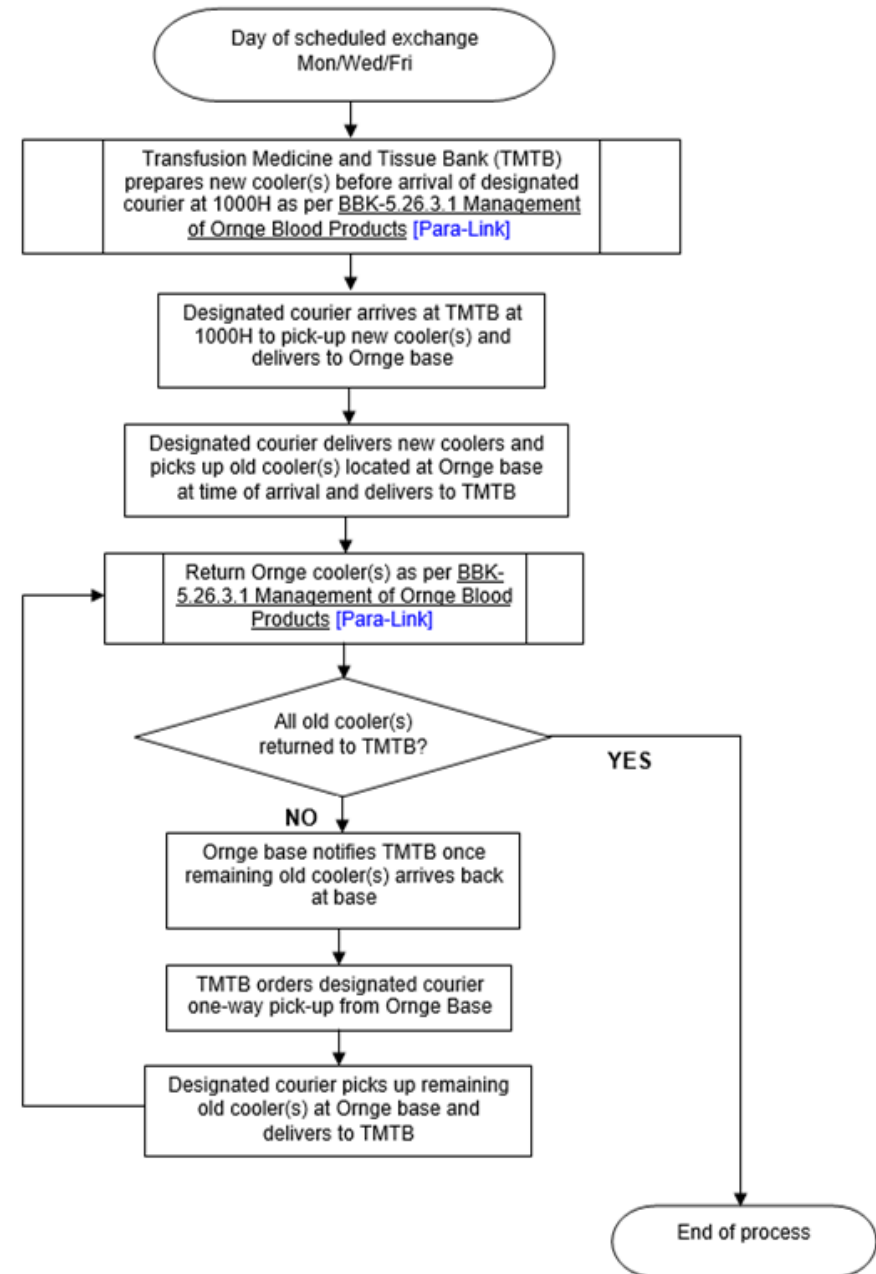 Day of scheduled exchange
Mon/Wed/Fri
Transfusion Medicine and Tissue Bank (TMTB)
prepares new cooler(s) before arrival of designated
courier at 1000H as per BBK-5.26.3.1 Management
of Ornge Blood Products [Para-Link]
Designated courier arrives at TMTB at
1000H to pick-up new cooler(s) and
delivers to Ornge base
Designated courier delivers new coolers and
picks up old cooler(s) located at Ornge base
at time of arrival and delivers to TMTB
Return Ornge cooler(s) as per BBK-
5.26.3.1 Management of Ornge Blood
Products [Para-Link]
All old cooler(s)
returned to TMTB?
YES
NO
Ornge base notifies TMTB once
remaining old cooler(s) arrives back
at base
TMTB orders designated courier
one-way pick-up from Ornge Base
Designated courier picks up remaining
old cooler(s) at Ornge base and
delivers to TMTB
End of process